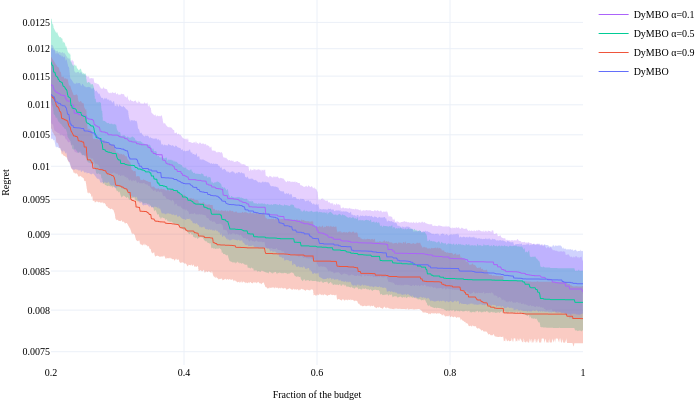 DyMBO α=0.1
DyMBO α=0.5
DyMBO α=0.9
DyMBO
0.0125
0.012
0.0115
0.011
0.0105
0.01
0.0095
0.009
0.0085
0.008
0.0075
Regret
0.2
0.4
0.6
0.8
1
Fraction of the budget